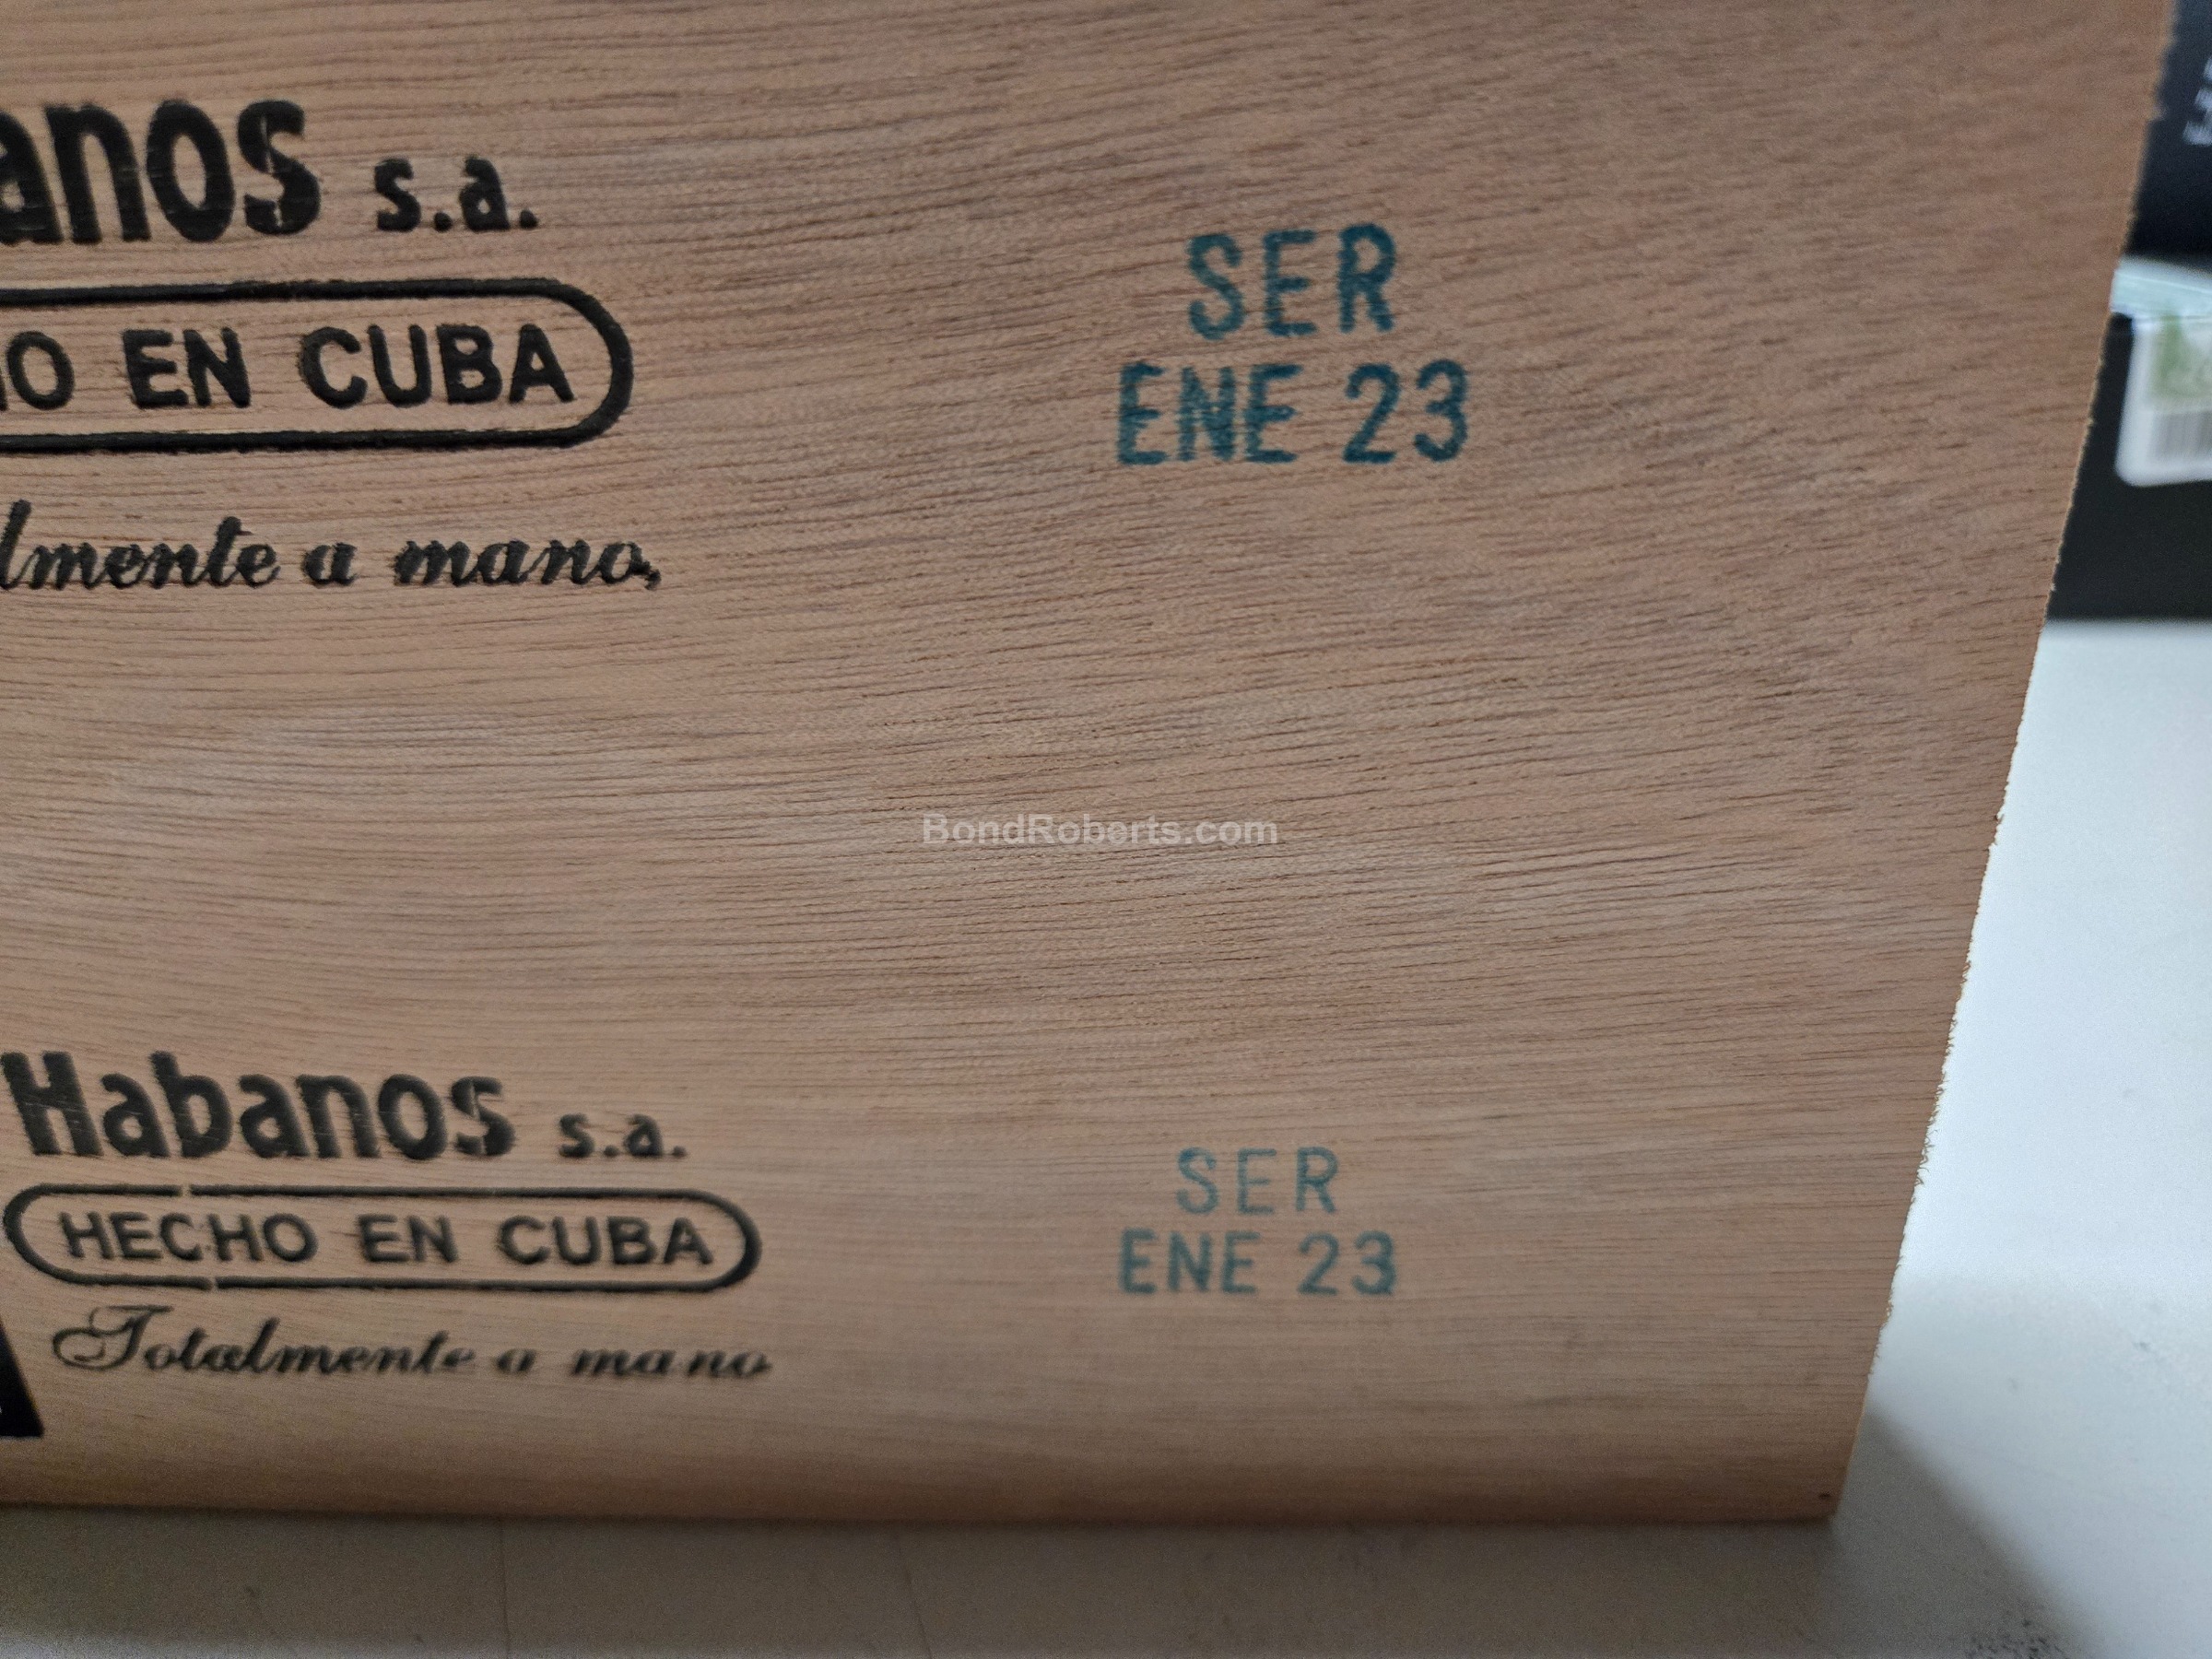 anos s.a.
SER
HO EN CUBA
ENE 23
lmente a mano,
BondRoberts.com
Habanos s.a.
SER
HECHO EN CUBA
ENE 23
Totalmente a mano